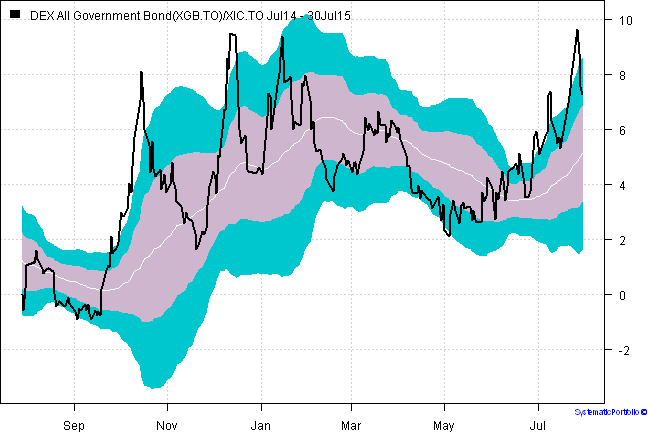 DEX All Government Bond(XGB.TO)/XIC.TO Jul14 - 30Jul15
10
8
6
4
2
0
-2
Sep Nov Jan Mar May Jul
SystematicPortfolio ©